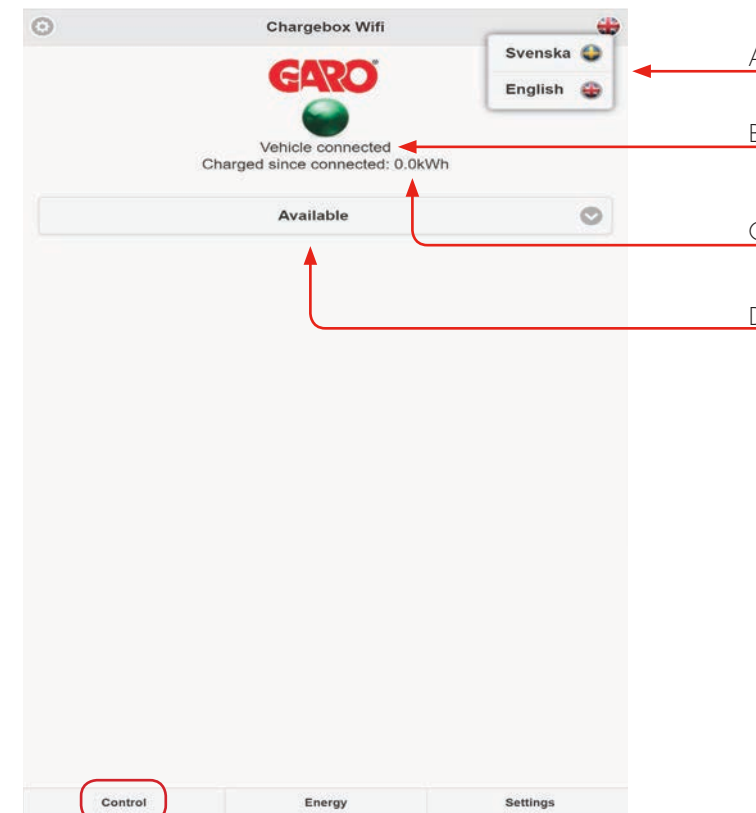 Chargebox Wifi
Svenska
English
GARO
Vehicle connected
Charged since connected: 0.0kWh
Available
Control
Energy
Settings